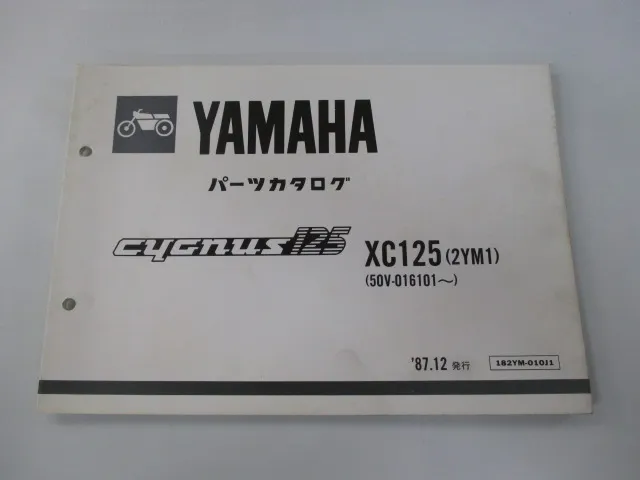 YAMAHA
パーツカタログ
cygnus125
XC125(2YM1)
(50V-016101〜)
'87.12 発行
182YM-010J1